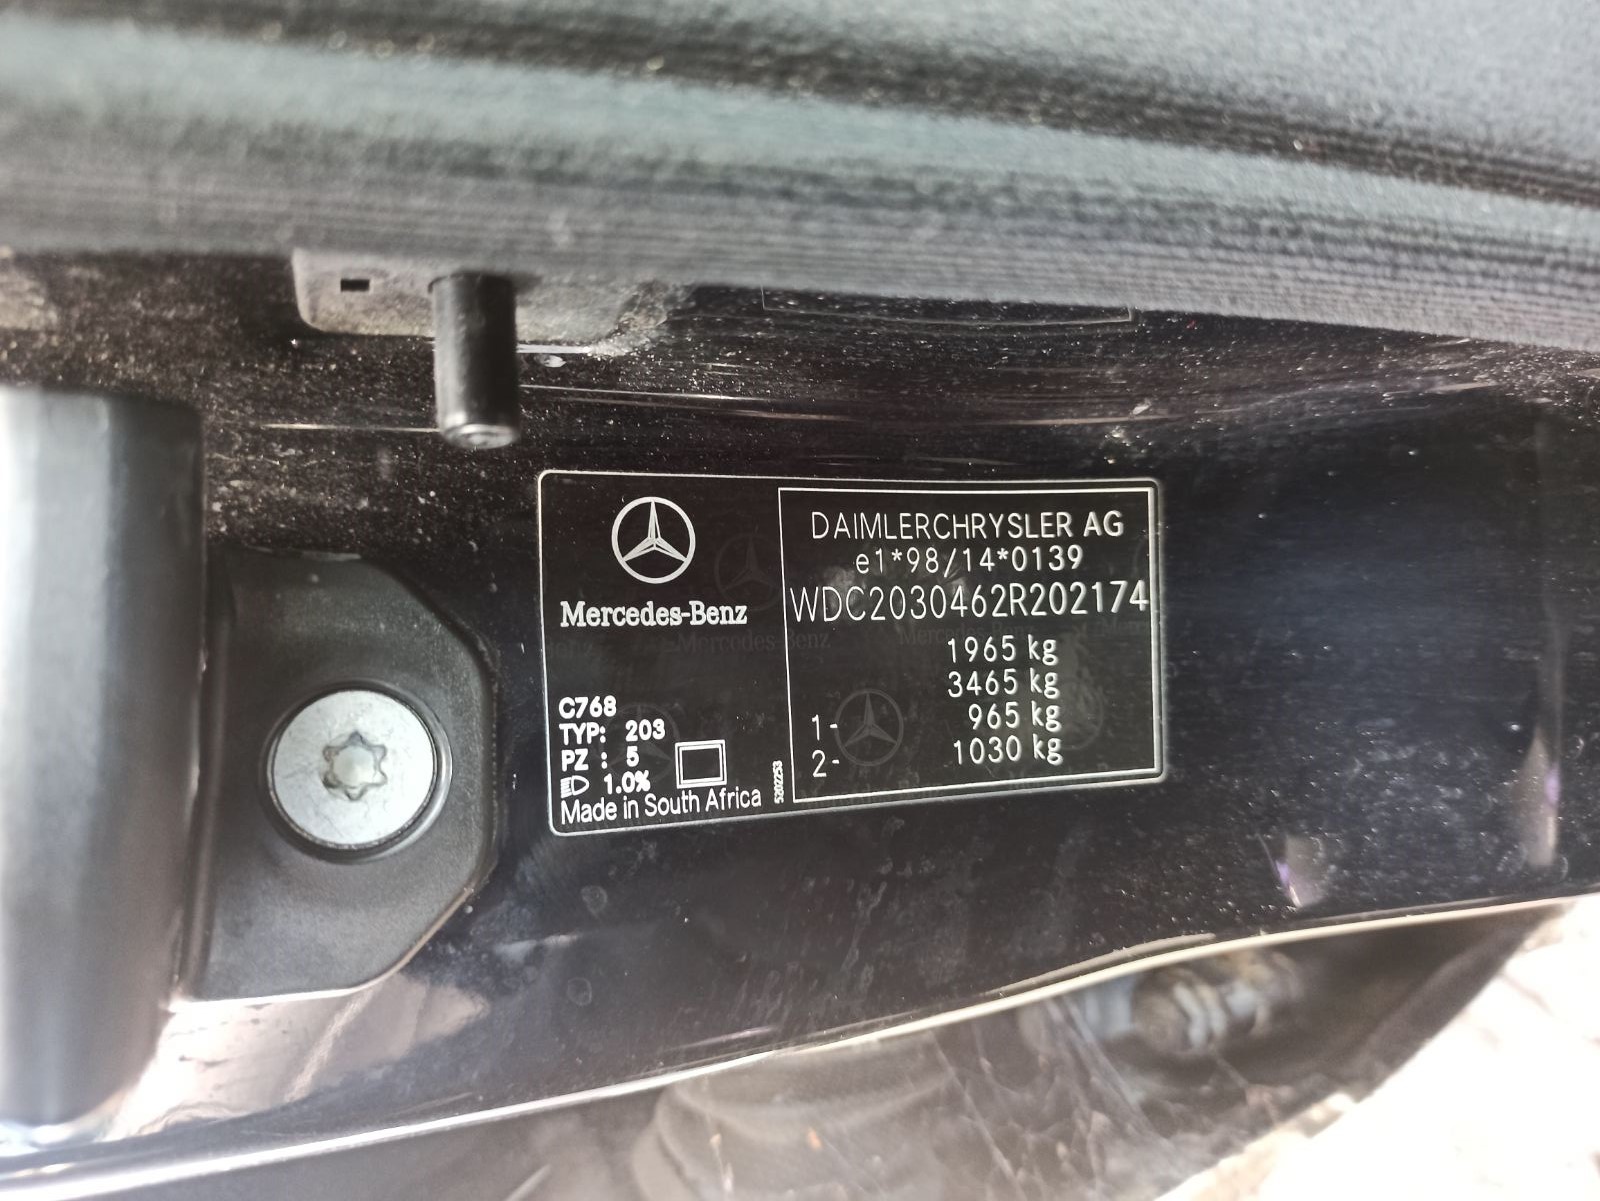 Mercedes-Benz
C768
TYP: 203
PZ : 5
1.0%
Made in South Africa
5202253
DAIMLERCHRYSLER AG
e1*98/14*0139
WDC2030462R202174
1965 kg
3465 kg
1- 965 kg
2- 1030 kg